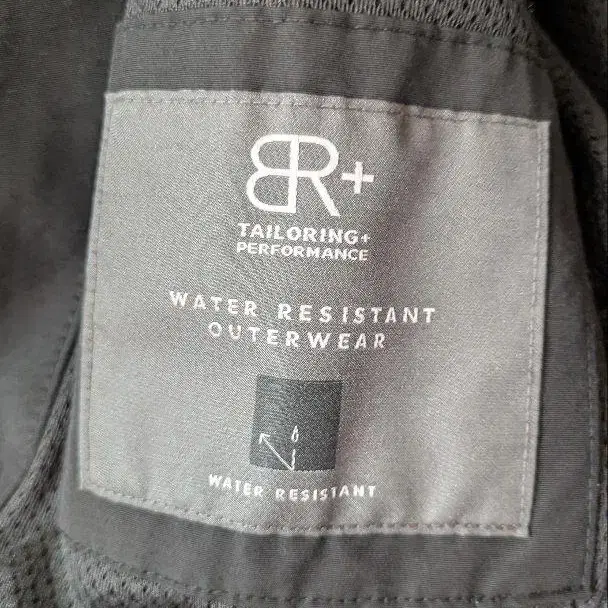 BR+
TAILORING+
PERFORMANCE
WATER RESISTANT
OUTERWEAR
WATER RESISTANT